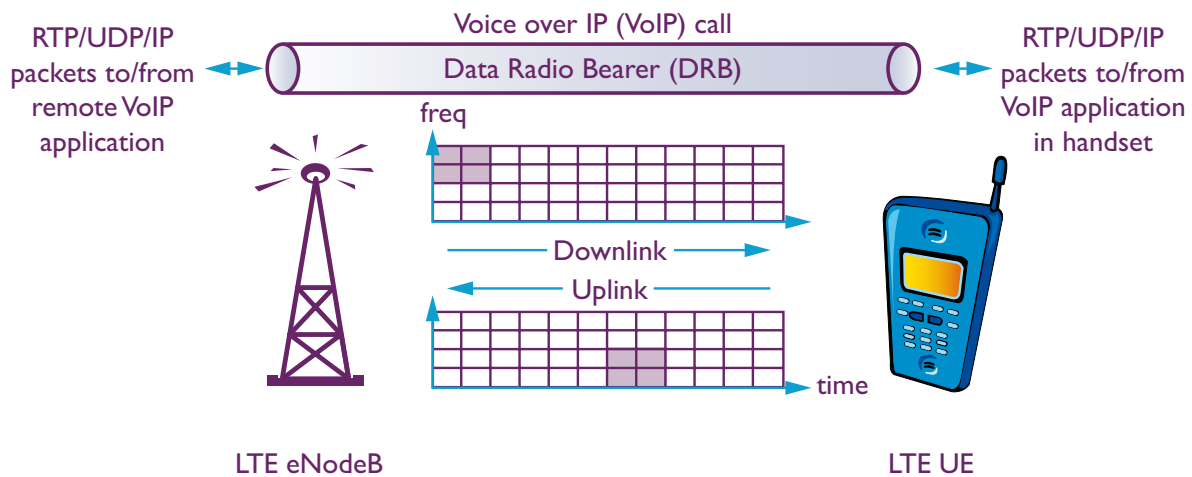 Voice over IP (VoIP) call
RTP/UDP/IP
packets to/from
remote VoIP
application
Data Radio Bearer (DRB)
RTP/UDP/IP
packets to/from
VoIP application
in handset
freq
Downlink
Uplink
time
LTE eNodeB
LTE UE